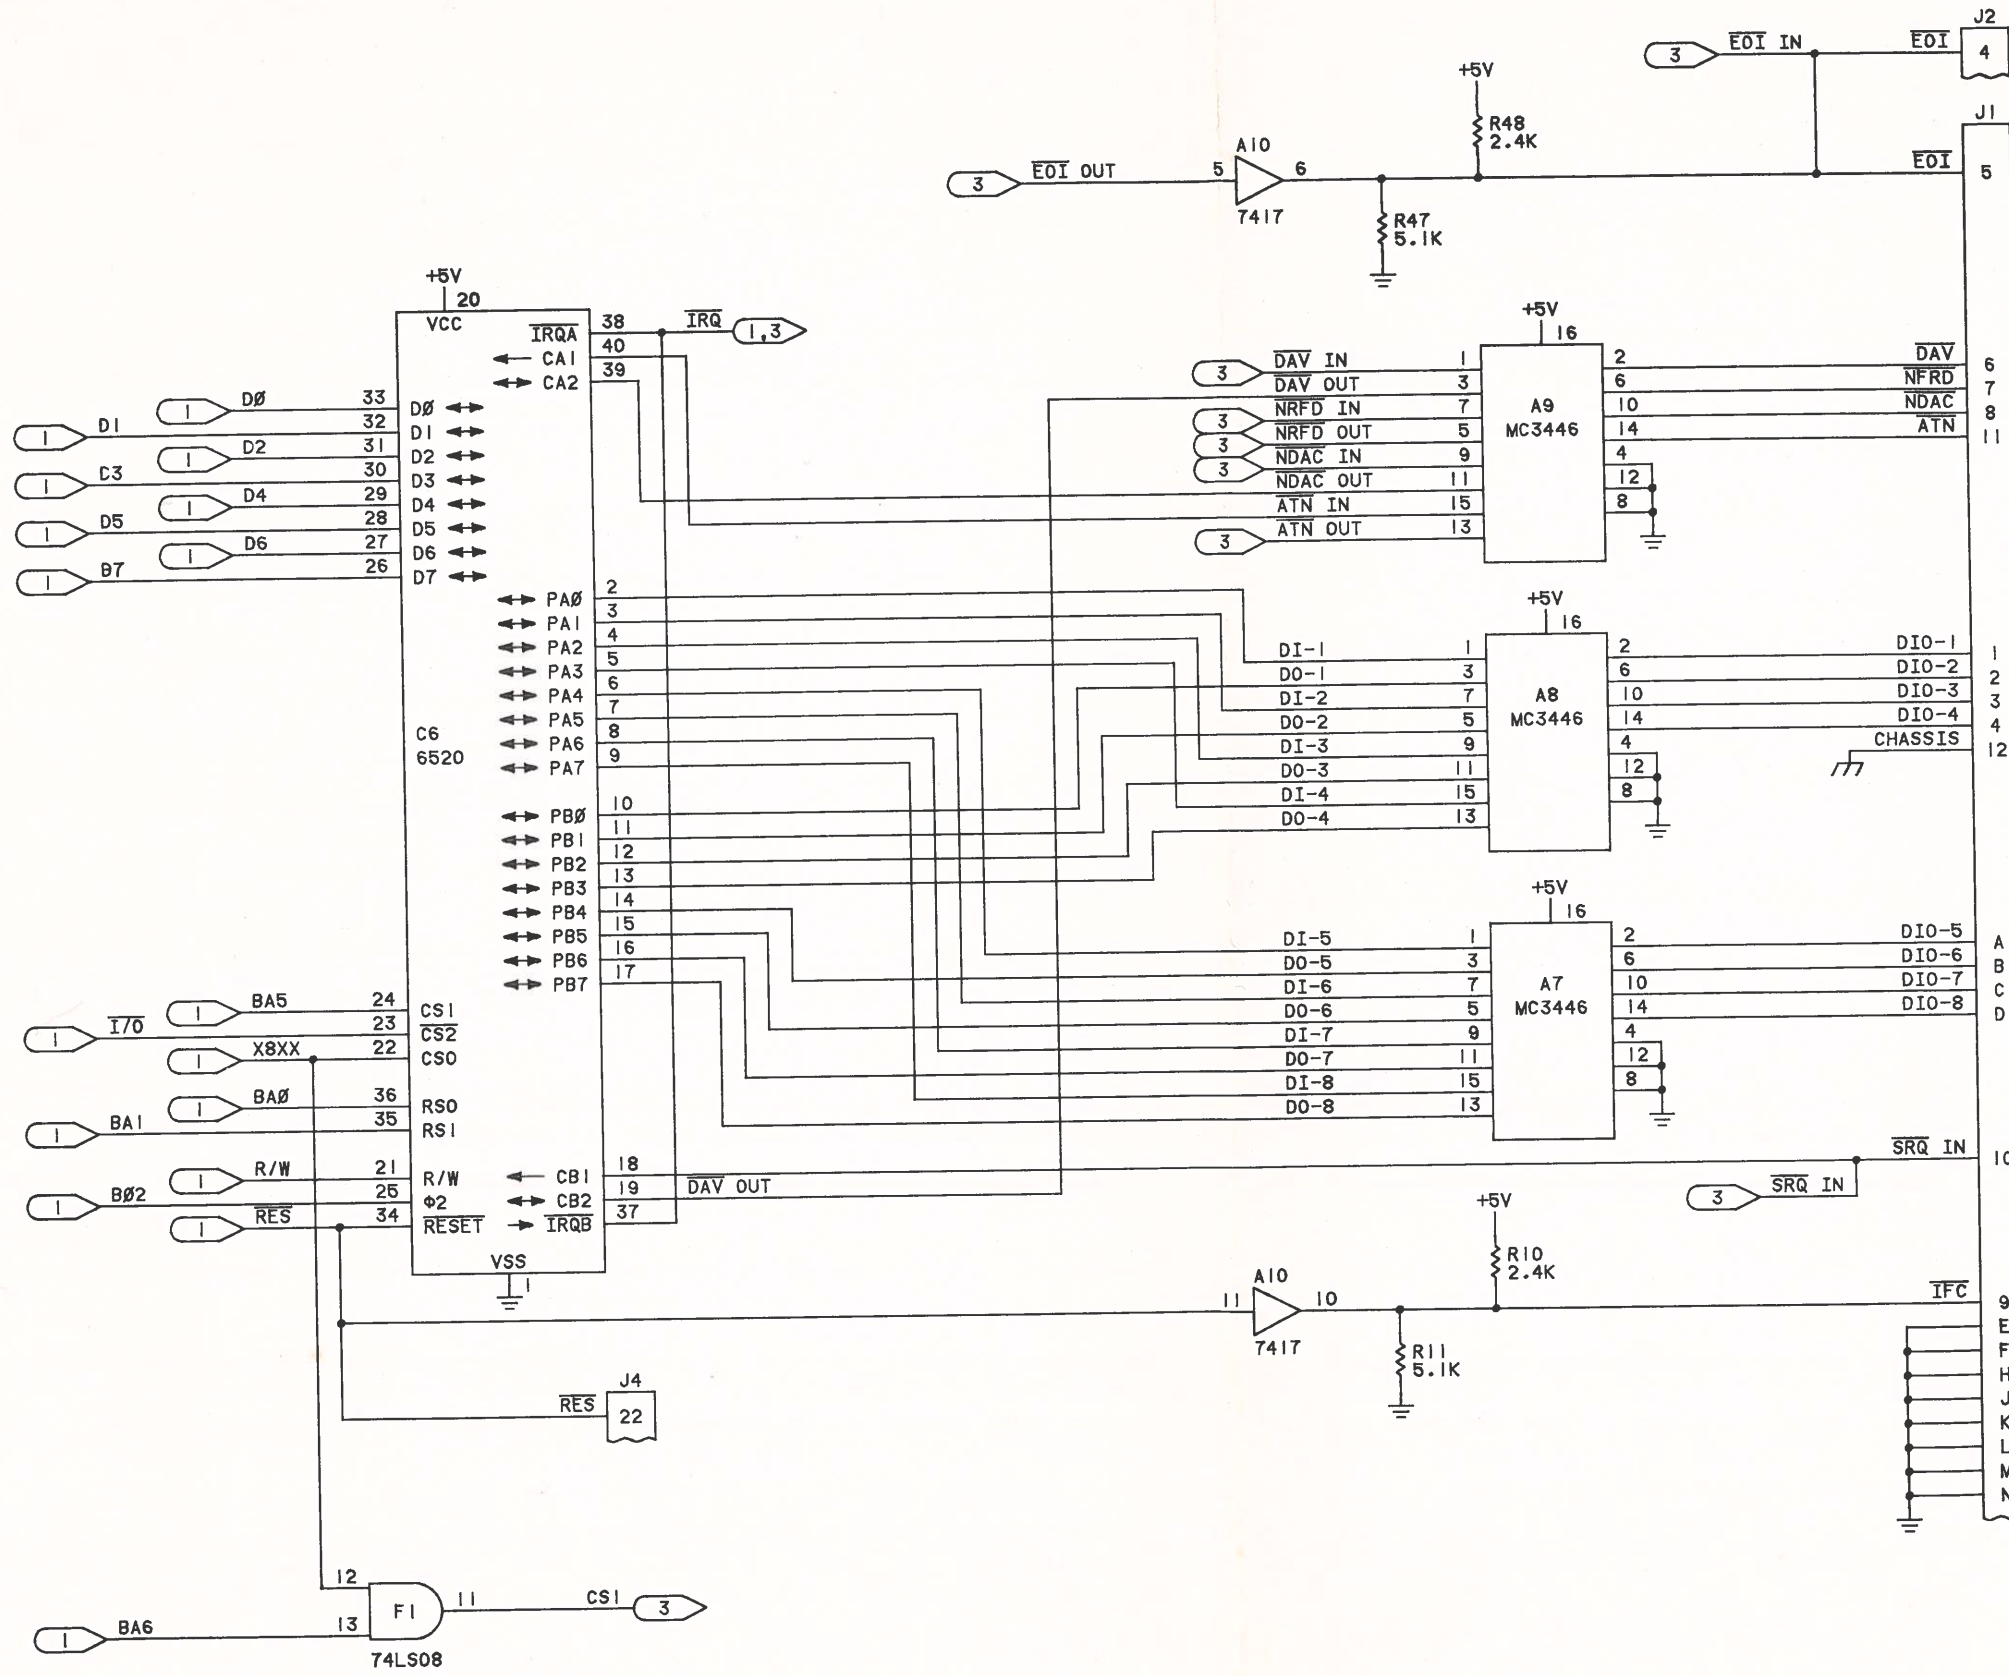 J2
3 EOI IN EOI 4
+5V
J1
R48
2.4K
A10
3 EOI OUT 5 6 EOI 5
7417
R47
5.1K
+5V
20
VCC
IRQA 38 IRQ 1,3
CA1 40
CA2 39
1 D0 33 D0
1 D1 32 D1
1 D2 31 D2
1 C3 30 D3
1 D4 29 D4
1 D5 28 D5
1 D6 27 D6
1 B7 26 D7
+5V
16
3 DAV IN 1 2 DAV 6
DAV OUT 3 6 NFRD 7
3 NRFD IN 7 10 NDAC 8
3 NRFD OUT 5 14 ATN 11
3 NDAC IN 9 4
NDAC OUT 11 12
ATN IN 15 8
3 ATN OUT 13
A9
MC3446
PA0 2
PA1 3
PA2 4
PA3 5
PA4 6
PA5 7
PA6 8
PA7 9
C6
6520
+5V
16
DI-1 1 2 DIO-1 1
DO-1 3 6 DIO-2 2
DI-2 7 10 DIO-3 3
DO-2 5 14 DIO-4 4
DI-3 9 4 CHASSIS 12
DO-3 11 12
DI-4 15 8
DO-4 13
A8
MC3446
PB0 10
PB1 11
PB2 12
PB3 13
PB4 14
PB5 15
PB6 16
PB7 17
+5V
16
DI-5 1 2 DIO-5 A
DO-5 3 6 DIO-6 B
DI-6 7 10 DIO-7 C
DO-6 5 14 DIO-8 D
DI-7 9 4
DO-7 11 12
DI-8 15 8
DO-8 13
A7
MC3446
1 BA5 24 CS1
1 I/O 23 CS2
1 X8XX 22 CS0
1 BA0 36 RS0
1 BA1 35 RS1
1 R/W 21 R/W
1 BØ2 25 Φ2
1 RES 34 RESET
CB1 18 SRQ IN 10
CB2 19 DAV OUT
IRQB 37
3 SRQ IN
VSS
1
+5V
R10
2.4K
A10
11 10 IFC 9
7417
R11
5.1K
E
F
H
J
K
L
M
N
J4
RES 22
12
F1 11 CS1 3
1 BA6 13
74LS08